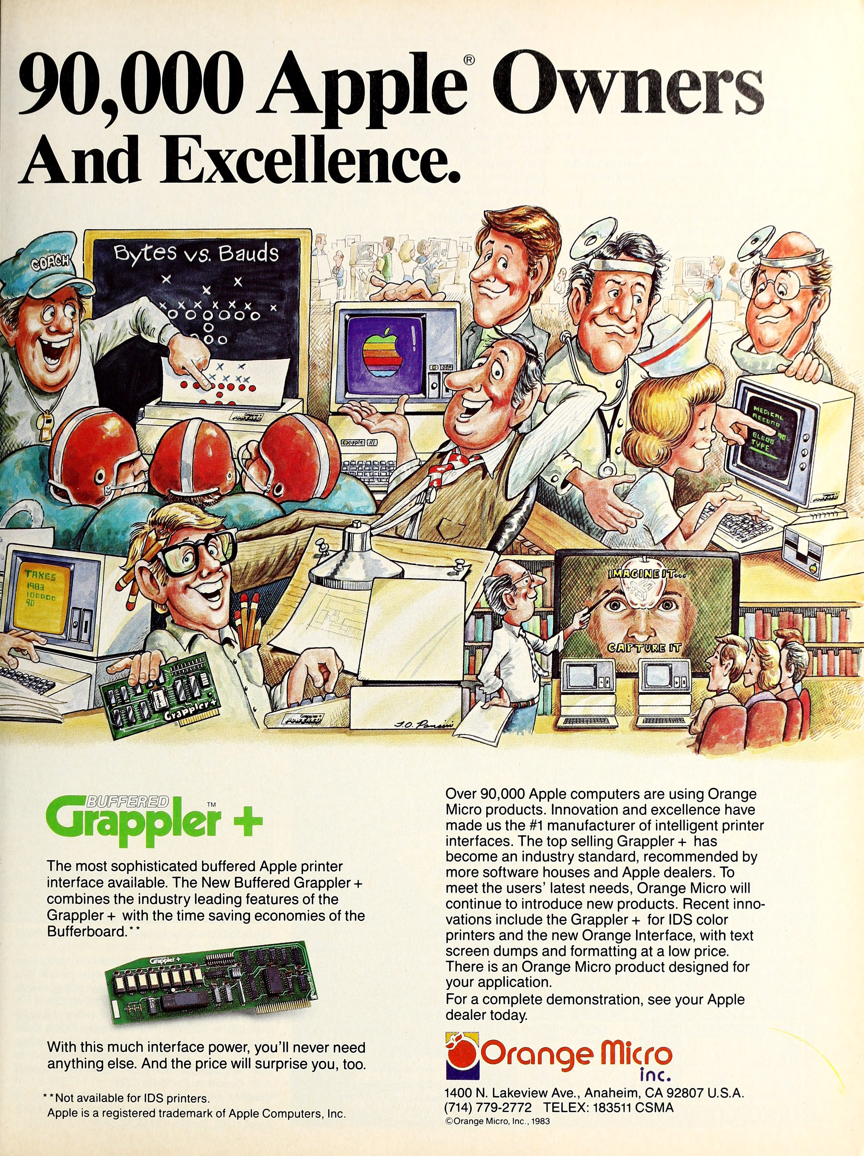 90,000 Apple® Owners
And Excellence.
COACH
Bytes vs. Bauds
MEDICAL
RECORD
BLOOD
TYPE
TAXES
1983
100000
90
Grappler+
IMAGINE IT...
CAPTURE IT
BUFFERED
Grappler +™
The most sophisticated buffered Apple printer
interface available. The New Buffered Grappler +
combines the industry leading features of the
Grappler + with the time saving economies of the
Bufferboard.**
Grappler +
With this much interface power, you'll never need
anything else. And the price will surprise you, too.
**Not available for IDS printers.
Apple is a registered trademark of Apple Computers, Inc.
Over 90,000 Apple computers are using Orange
Micro products. Innovation and excellence have
made us the #1 manufacturer of intelligent printer
interfaces. The top selling Grappler + has
become an industry standard, recommended by
more software houses and Apple dealers. To
meet the users' latest needs, Orange Micro will
continue to introduce new products. Recent inno-
vations include the Grappler + for IDS color
printers and the new Orange Interface, with text
screen dumps and formatting at a low price.
There is an Orange Micro product designed for
your application.
For a complete demonstration, see your Apple
dealer today.
Orange Micro
inc.
1400 N. Lakeview Ave., Anaheim, CA 92807 U.S.A.
(714) 779-2772 TELEX: 183511 CSMA
©Orange Micro, Inc., 1983